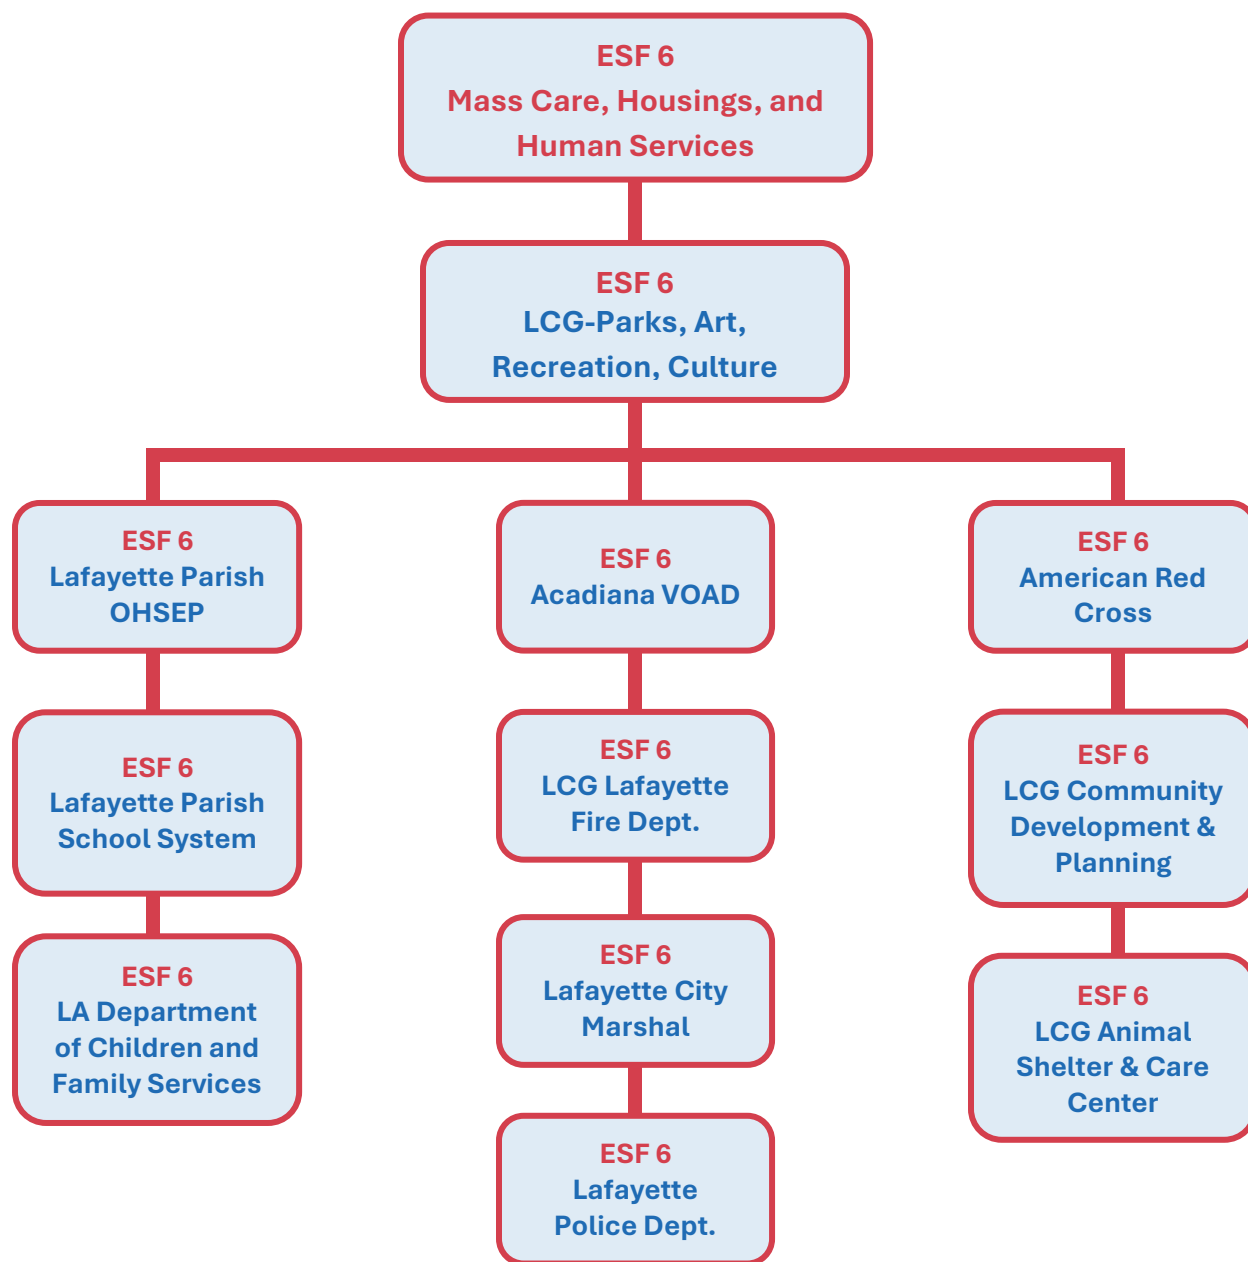 ESF 6
Mass Care, Housings, and
Human Services
ESF 6
LCG-Parks, Art,
Recreation, Culture
ESF 6
Lafayette Parish
OHSEP
ESF 6
Acadiana VOAD
ESF 6
American Red
Cross
ESF 6
Lafayette Parish
School System
ESF 6
LCG Lafayette
Fire Dept.
ESF 6
LCG Community
Development &
Planning
ESF 6
LA Department
of Children and
Family Services
ESF 6
Lafayette City
Marshal
ESF 6
LCG Animal
Shelter & Care
Center
ESF 6
Lafayette
Police Dept.